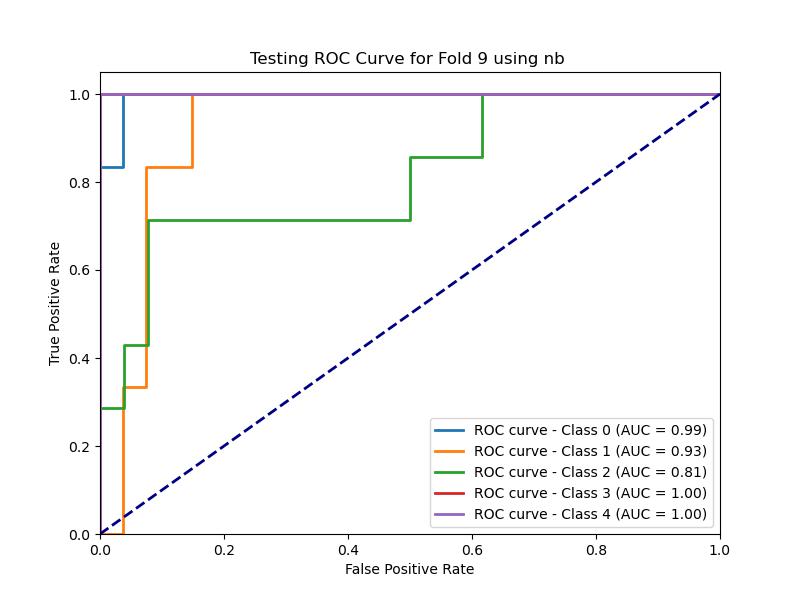 Testing ROC Curve for Fold 9 using nb
True Positive Rate
1.0
0.8
0.6
0.4
0.2
0.0
ROC curve - Class 0 (AUC = 0.99)
ROC curve - Class 1 (AUC = 0.93)
ROC curve - Class 2 (AUC = 0.81)
ROC curve - Class 3 (AUC = 1.00)
ROC curve - Class 4 (AUC = 1.00)
0.0 0.2 0.4 0.6 0.8 1.0
False Positive Rate